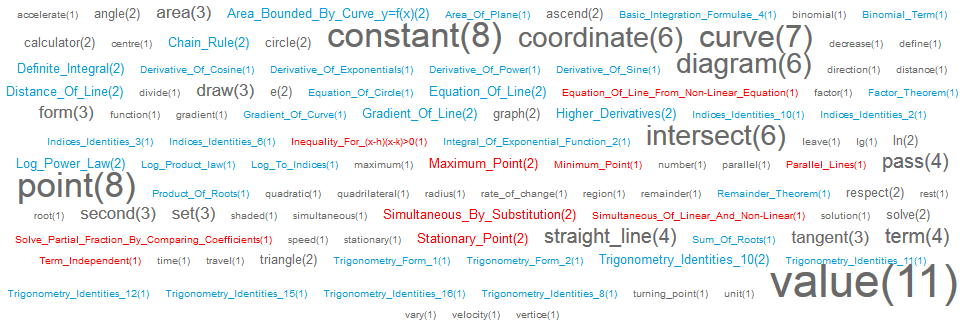 accelerate(1) angle(2) area(3) Area_Bounded_By_Curve_y=f(x)(2) Area_Of_Plane(1) ascend(2) Basic_Integration_Formulae_4(1) binomial(1) Binomial_Term(1)
calculator(2) centre(1) Chain_Rule(2) circle(2) constant(8) coordinate(6) curve(7) decrease(1) define(1)
Definite_Integral(2) Derivative_Of_Cosine(1) Derivative_Of_Exponentials(1) Derivative_Of_Power(1) Derivative_Of_Sine(1) diagram(6) direction(1) distance(1)
Distance_Of_Line(2) divide(1) draw(3) e(2) Equation_Of_Circle(1) Equation_Of_Line(2) Equation_Of_Line_From_Non-Linear_Equation(1) factor(1) Factor_Theorem(1)
form(3) function(1) gradient(1) Gradient_Of_Curve(1) Gradient_Of_Line(2) graph(2) Higher_Derivatives(2) Indices_Identities_10(1) Indices_Identities_2(1)
Indices_Identities_3(1) Indices_Identities_6(1) Inequality_For_(x-h)(x-k)>0(1) Integral_Of_Exponential_Function_2(1) intersect(6) leave(1) lg(1) ln(2)
Log_Power_Law(2) Log_Product_law(1) Log_To_Indices(1) maximum(1) Maximum_Point(2) Minimum_Point(1) number(1) parallel(1) Parallel_Lines(1) pass(4)
point(8) Product_Of_Roots(1) quadratic(1) quadrilateral(1) radius(1) rate_of_change(1) region(1) remainder(1) Remainder_Theorem(1) respect(2) rest(1)
root(1) second(3) set(3) shaded(1) simultaneous(1) Simultaneous_By_Substitution(2) Simultaneous_Of_Linear_And_Non-Linear(1) solution(1) solve(2)
Solve_Partial_Fraction_By_Comparing_Coefficients(1) speed(1) stationary(1) Stationary_Point(2) straight_line(4) Sum_Of_Roots(1) tangent(3) term(4)
Term_Independent(1) time(1) travel(1) triangle(2) Trigonometry_Form_1(1) Trigonometry_Form_2(1) Trigonometry_Identities_10(2) Trigonometry_Identities_11(1)
Trigonometry_Identities_12(1) Trigonometry_Identities_15(1) Trigonometry_Identities_16(1) Trigonometry_Identities_8(1) turning_point(1) unit(1) value(11)
vary(1) velocity(1) vertice(1)